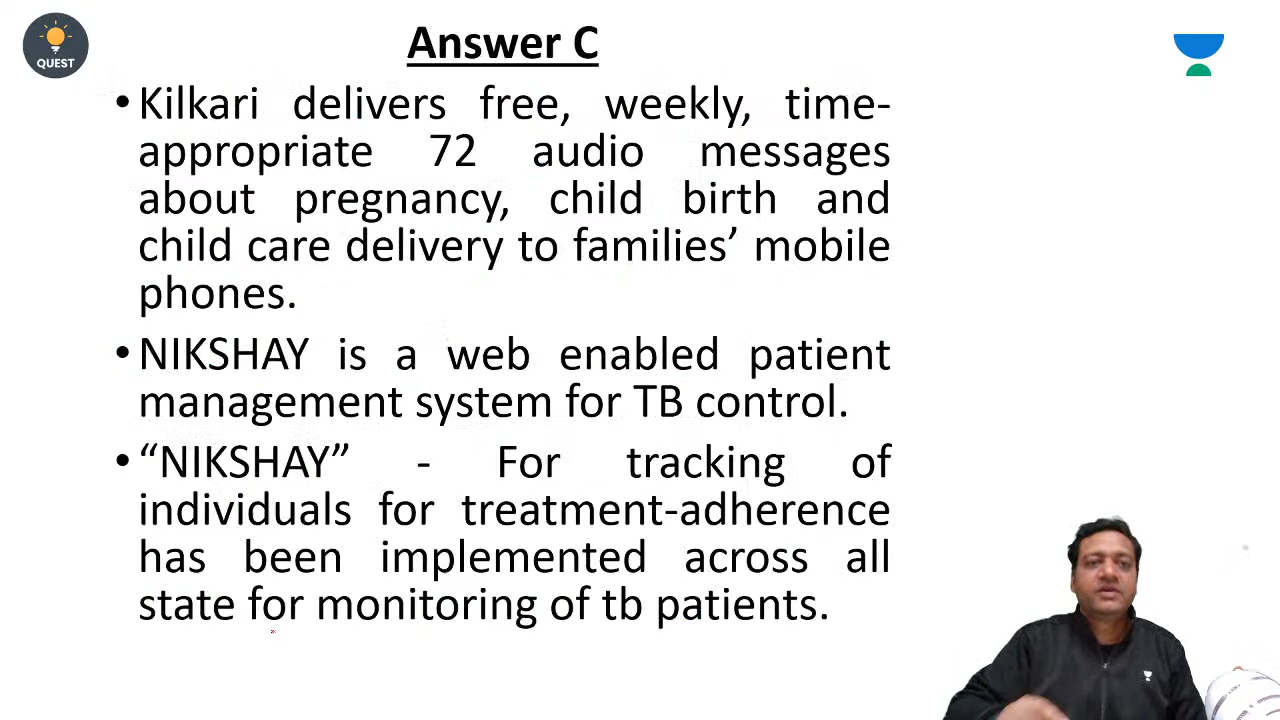 QUEST
Answer C
•Kilkari delivers free, weekly, time-
appropriate 72 audio messages
about pregnancy, child birth and
child care delivery to families’ mobile
phones.
•NIKSHAY is a web enabled patient
management system for TB control.
•“NIKSHAY” - For tracking of
individuals for treatment-adherence
has been implemented across all
state for monitoring of tb patients.